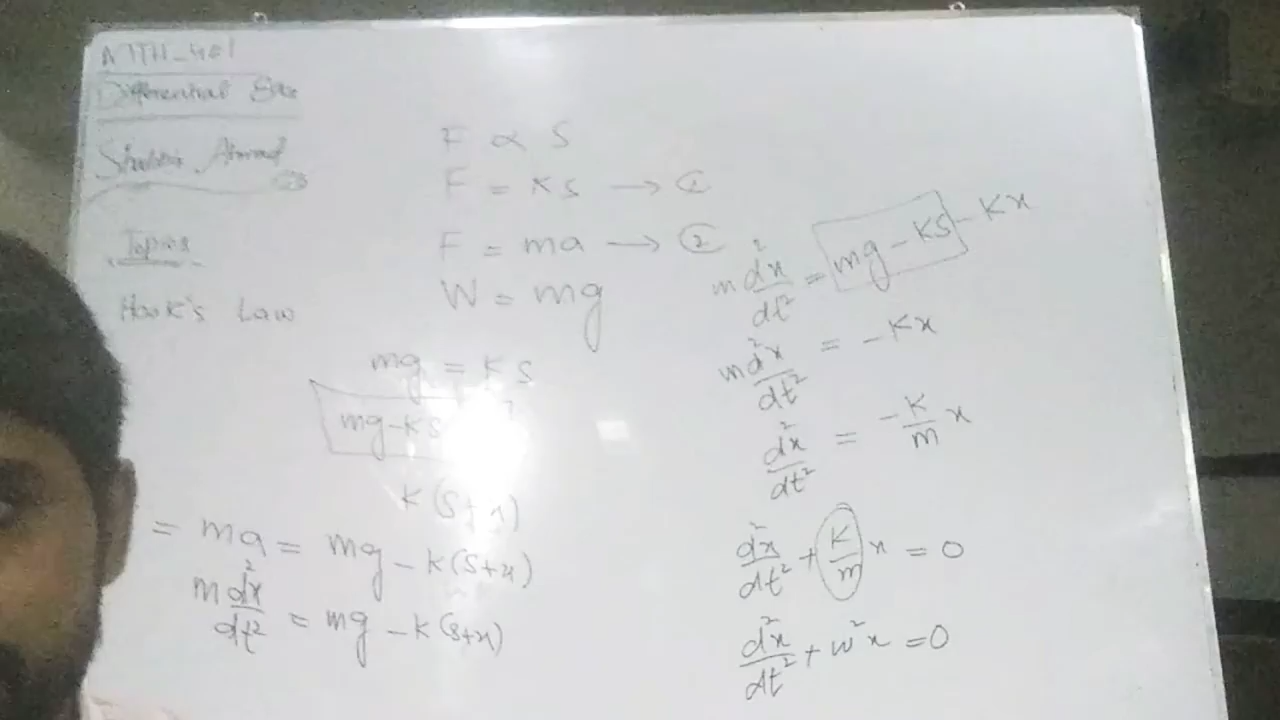 MTH-401
Differential Eqs
Ahmad
Topics
Hook's Law
F ∝ S
F = KS → ①
F = ma → ②
W = mg
mg = KS
mg-KS
K(S+x)
= ma = mg - K(S+x)
m d²x/dt² = mg - K(S+x)
m d²x/dt² = mg - KS - Kx
m d²x/dt² = - Kx
d²x/dt² = -K/m x
d²x/dt² + K/m x = 0
d²x/dt² + w²x = 0